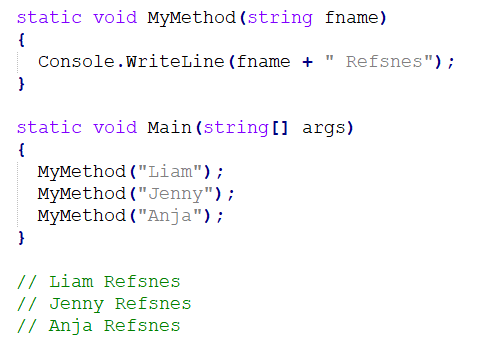 static void MyMethod(string fname)
{
  Console.WriteLine(fname + " Refsnes");
}

static void Main(string[] args)
{
  MyMethod("Liam");
  MyMethod("Jenny");
  MyMethod("Anja");
}

// Liam Refsnes
// Jenny Refsnes
// Anja Refsnes